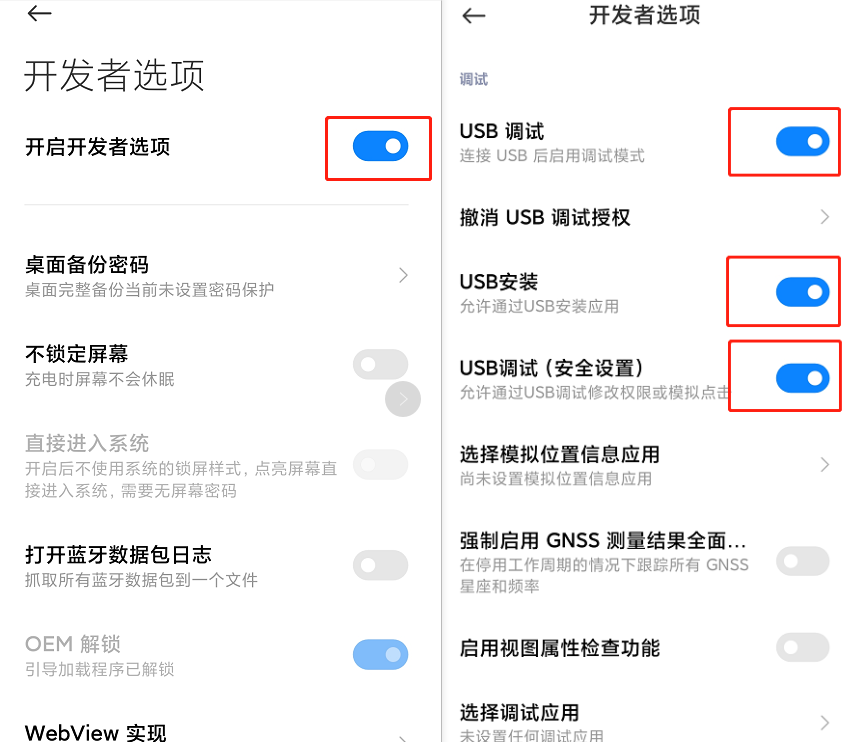 开发者选项
开启开发者选项
桌面备份密码
桌面完整备份当前未设置密码保护
不锁定屏幕
充电时屏幕不会休眠
直接进入系统
开启后不使用系统的锁屏样式，点亮屏幕直
接进入系统，需要无屏幕密码
打开蓝牙数据包日志
抓取所有蓝牙数据包到一个文件
OEM 解锁
引导加载程序已解锁
WebView 实现
开发者选项
调试
USB 调试
连接 USB 后启用调试模式
撤消 USB 调试授权
USB安装
允许通过USB安装应用
USB调试（安全设置）
允许通过USB调试修改权限或模拟点击
选择模拟位置信息应用
尚未设置模拟位置信息应用
强制启用 GNSS 测量结果全面...
在停用工作周期的情况下跟踪所有 GNSS
星座和频率
启用视图属性检查功能
选择调试应用
未设置任何调试应用